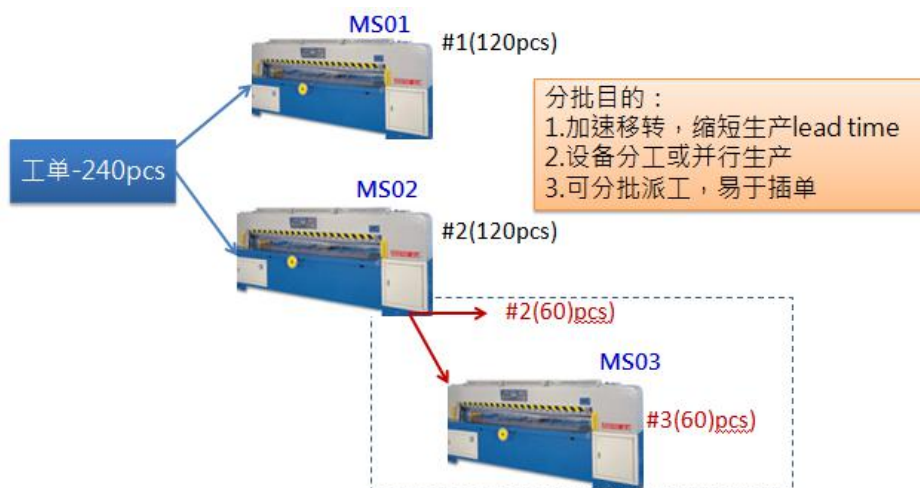 MS01
#1(120pcs)
工单-240pcs
分批目的：
1.加速移转，缩短生产lead time
2.设备分工或并行生产
3.可分批派工，易于插单
MS02
#2(120pcs)
#2(60)pcs)
MS03
#3(60)pcs)